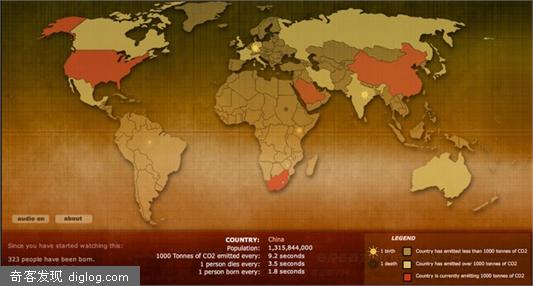 audio on
about
Since you have started watching this:
323 people have been born.
COUNTRY: China
Population: 1,315,844,000
1000 Tonnes of CO2 emitted every: 9.2 seconds
1 person dies every: 3.5 seconds
1 person born every: 1.8 seconds
LEGEND
1 birth
1 death
Country has emitted less than 1000 tonnes of CO2
Country has emitted over 1000 tonnes of CO2
Country is currently emitting 1000 tonnes of CO2
奇客发现 diglog.com